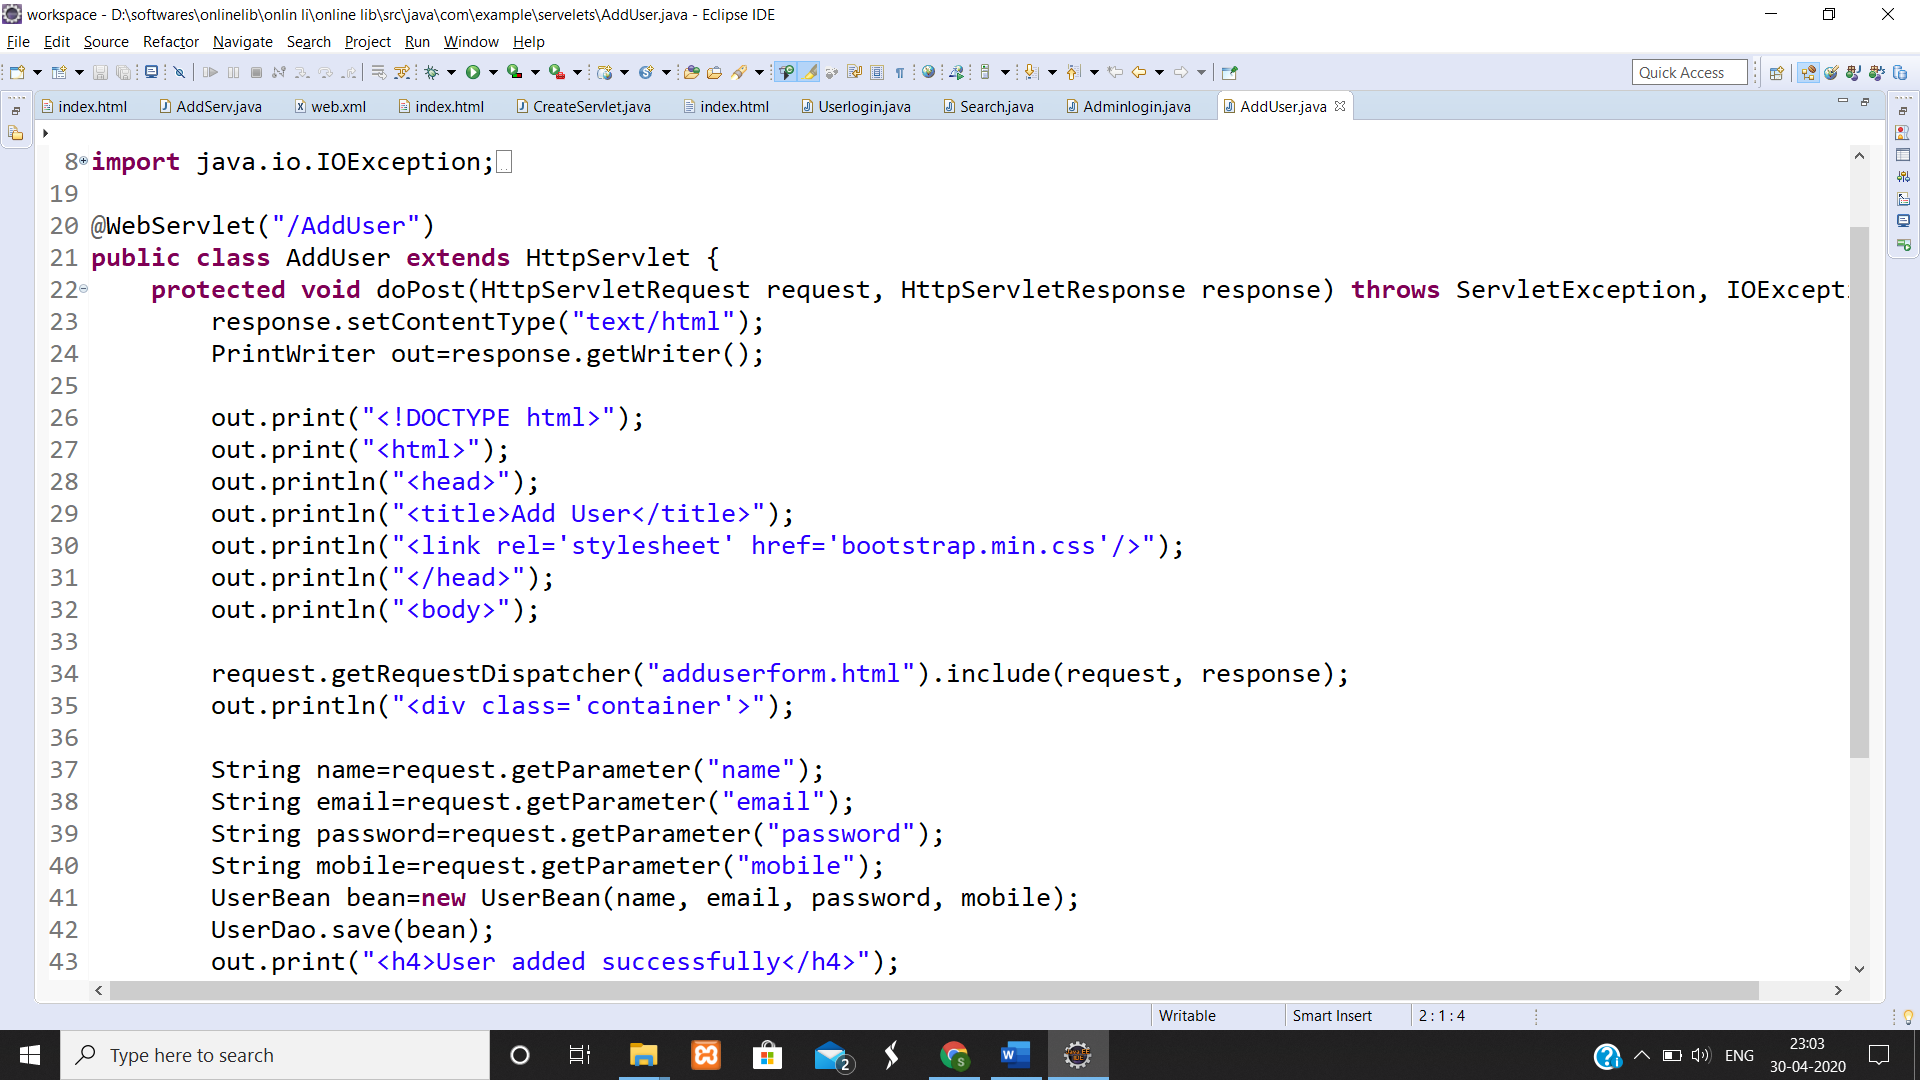 workspace - D:\softwares\onlinelib\onlin li\online lib\src\java\com\example\servelets\AddUser.java - Eclipse IDE
File Edit Source Refactor Navigate Search Project Run Window Help
Quick Access
index.html AddServ.java web.xml index.html CreateServlet.java index.html Userlogin.java Search.java Adminlogin.java AddUser.java
8 import java.io.IOException;
19
20 @WebServlet("/AddUser")
21 public class AddUser extends HttpServlet {
22 protected void doPost(HttpServletRequest request, HttpServletResponse response) throws ServletException, IOExcept
23 response.setContentType("text/html");
24 PrintWriter out=response.getWriter();
25
26 out.print("<!DOCTYPE html>");
27 out.print("<html>");
28 out.println("<head>");
29 out.println("<title>Add User</title>");
30 out.println("<link rel='stylesheet' href='bootstrap.min.css'/>");
31 out.println("</head>");
32 out.println("<body>");
33
34 request.getRequestDispatcher("adduserform.html").include(request, response);
35 out.println("<div class='container'>");
36
37 String name=request.getParameter("name");
38 String email=request.getParameter("email");
39 String password=request.getParameter("password");
40 String mobile=request.getParameter("mobile");
41 UserBean bean=new UserBean(name, email, password, mobile);
42 UserDao.save(bean);
43 out.print("<h4>User added successfully</h4>");
Writable Smart Insert 2 : 1 : 4
Type here to search 2 ENG 23:03
30-04-2020